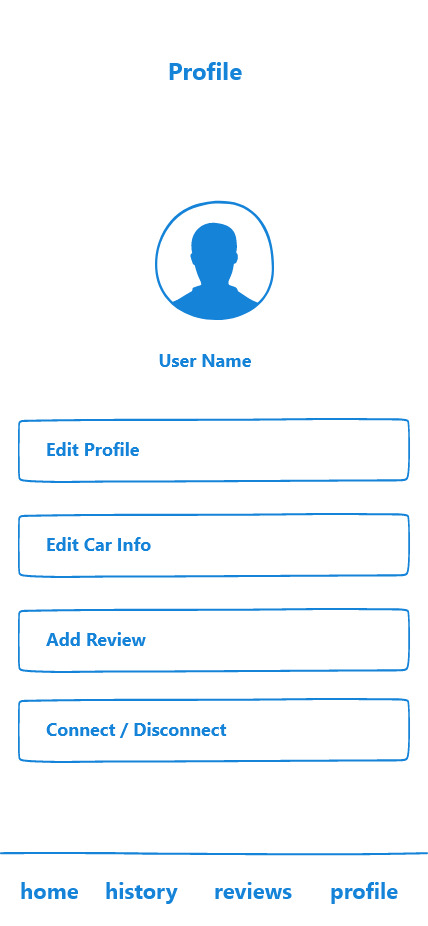 Profile
User Name
Edit Profile
Edit Car Info
Add Review
Connect / Disconnect
home history reviews profile